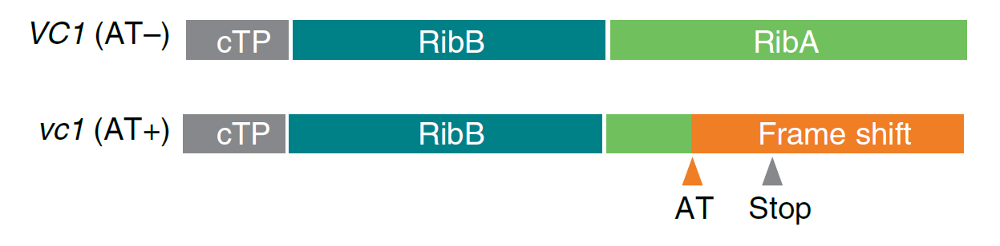 VC1 (AT–) cTP RibB RibA
vc1 (AT+) cTP RibB Frame shift
AT Stop